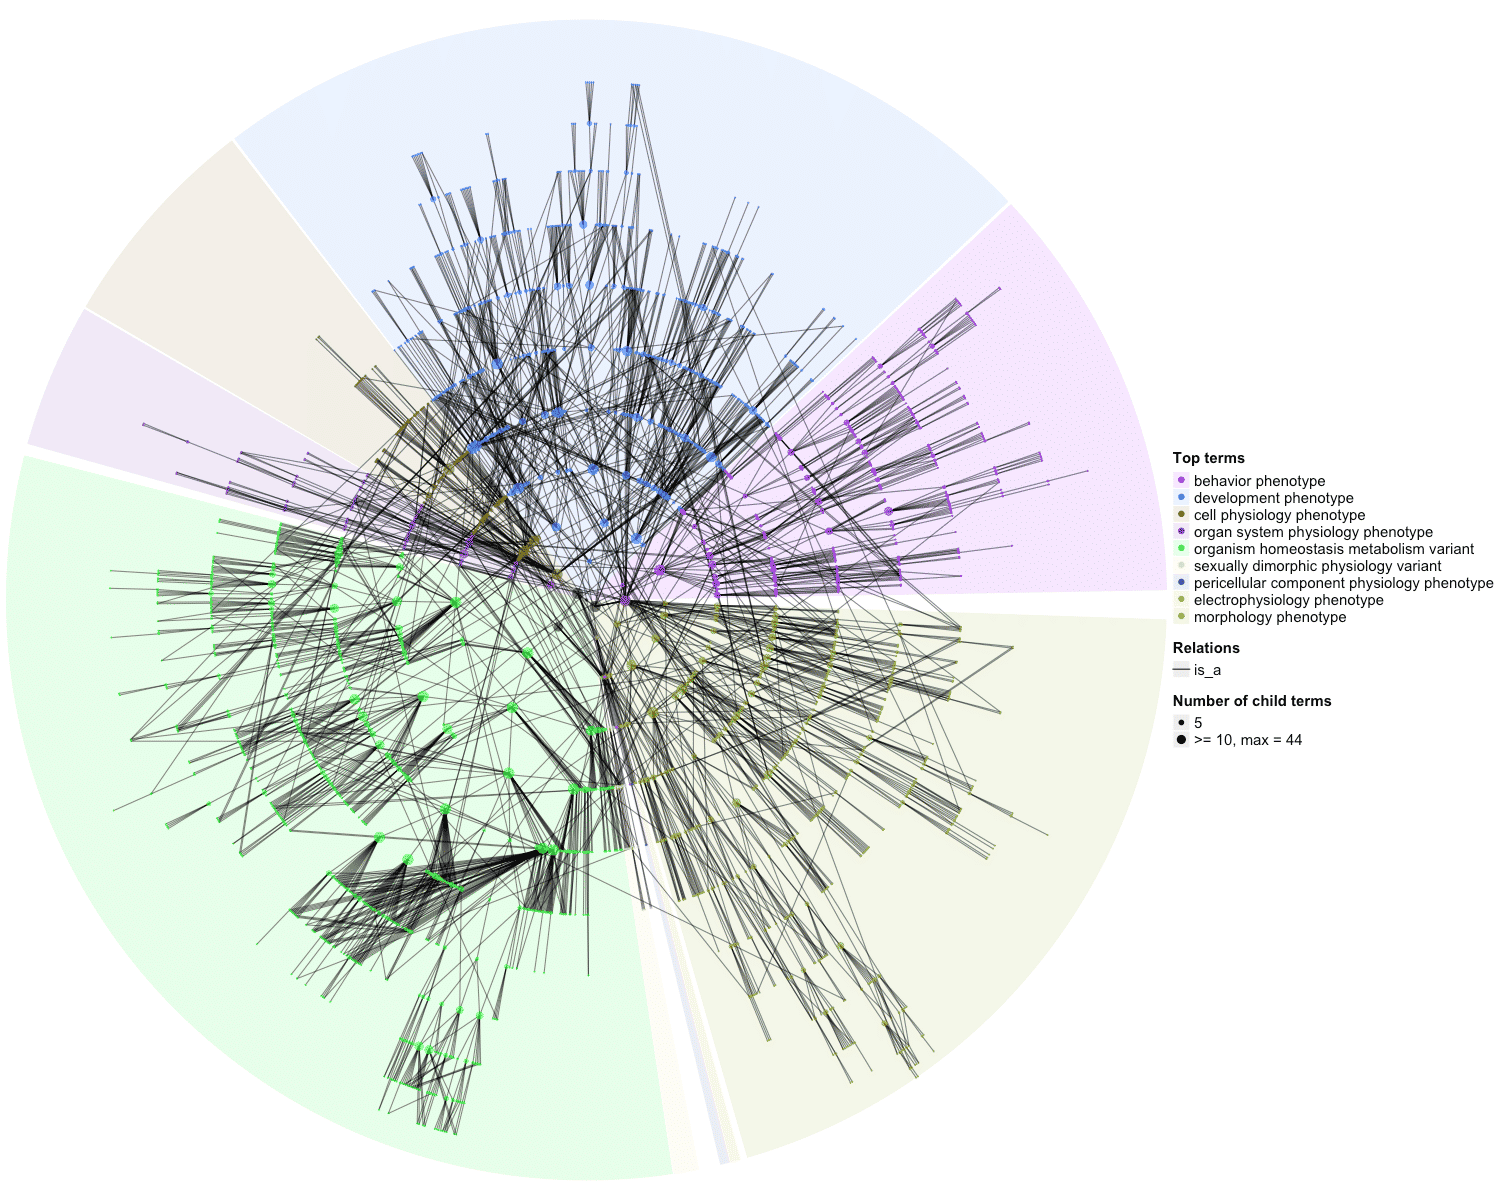 Top terms
behavior phenotype
development phenotype
cell physiology phenotype
organ system physiology phenotype
organism homeostasis metabolism variant
sexually dimorphic physiology variant
pericellular component physiology phenotype
electrophysiology phenotype
morphology phenotype
Relations
is_a
Number of child terms
5
>= 10, max = 44